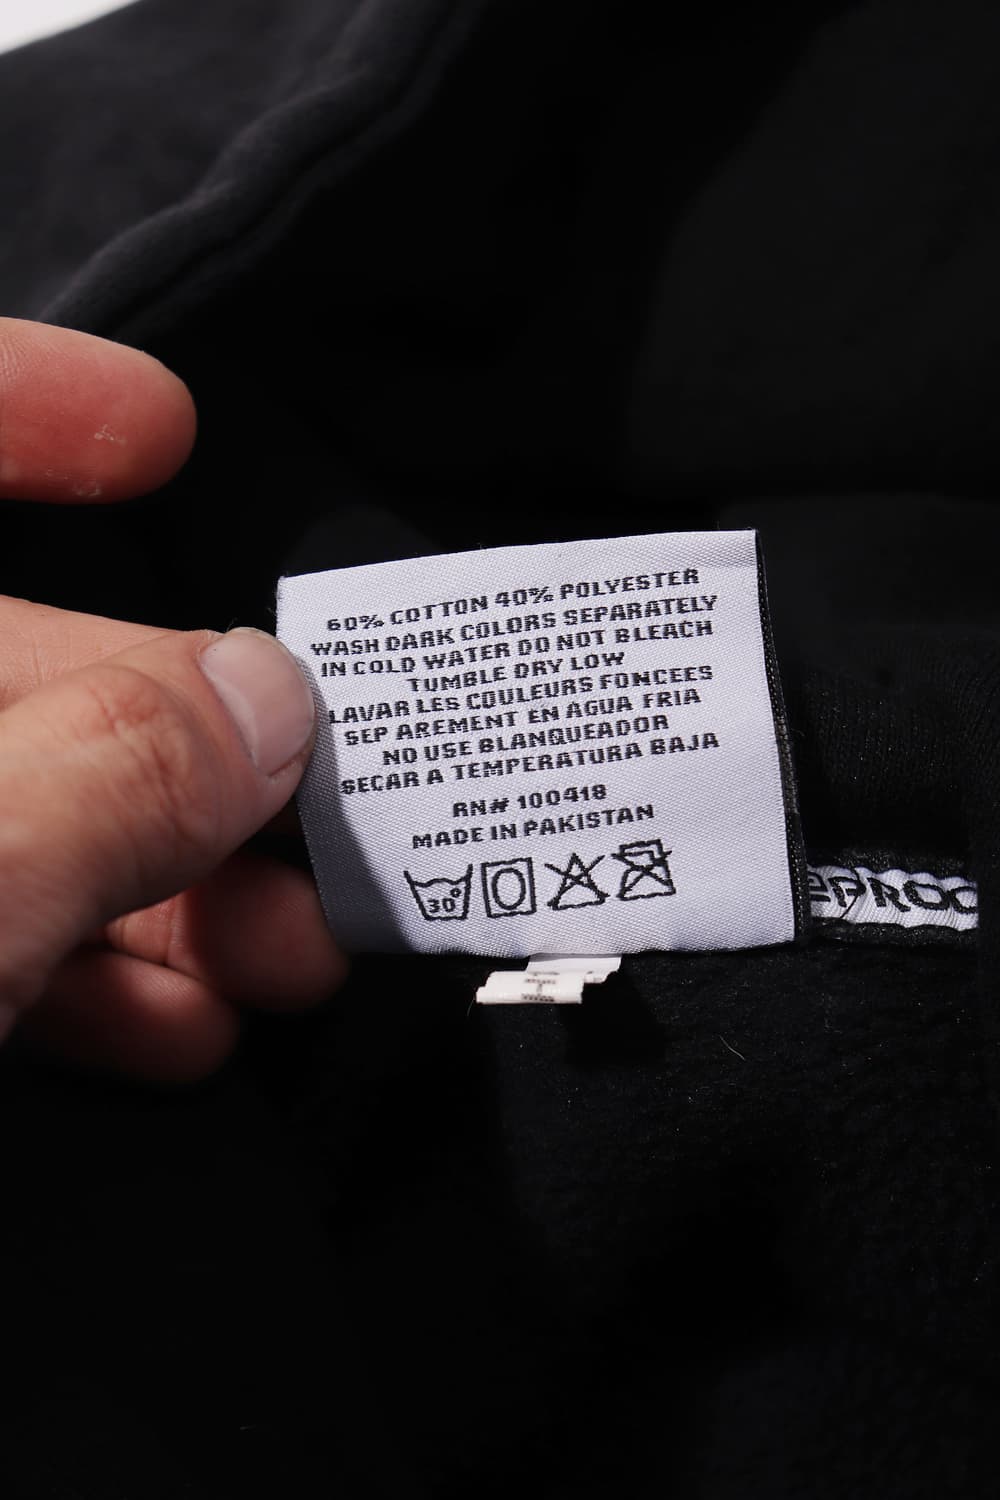 60% COTTON 40% POLYESTER
WASH DARK COLORS SEPARATELY
IN COLD WATER DO NOT BLEACH
TUMBLE DRY LOW
LAVAR LES COULEURS FONCEES
SEP AREMENT EN AGUA FRIA
NO USE BLANQUEADOR
SECAR A TEMPERATURA BAJA
RN# 100418
MADE IN PAKISTAN
30°